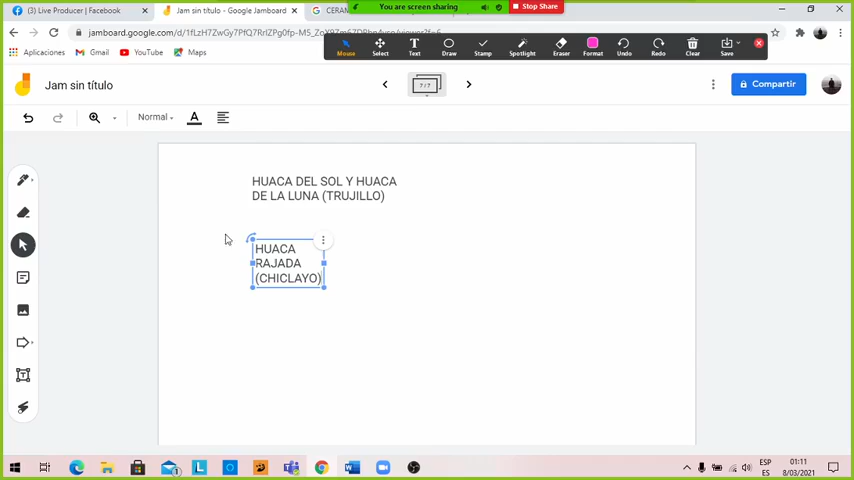 You are screen sharing
Stop Share
(3) Live Producer | Facebook
Jam sin título - Google Jamboard
Mouse
Select
Text
Draw
Stamp
Spotlight
Eraser
Format
Undo
Redo
Clear
Save
Aplicaciones
Gmail
YouTube
Maps
Jam sin título
7 / 7
Compartir
Normal
HUACA DEL SOL Y HUACA
DE LA LUNA (TRUJILLO)
HUACA
RAJADA
(CHICLAYO)
ESP
ES
01:11
8/03/2021